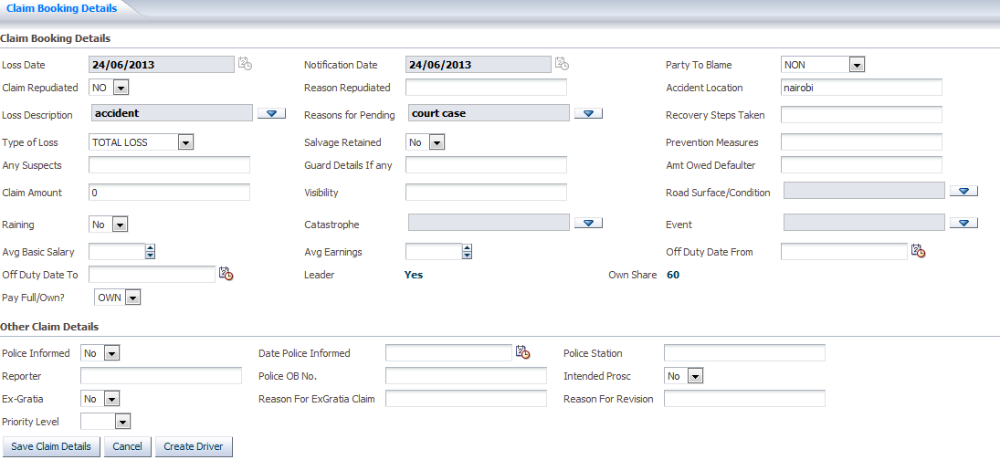 Claim Booking Details
Claim Booking Details
Loss Date 24/06/2013 Notification Date 24/06/2013 Party To Blame NON
Claim Repudiated NO Reason Repudiated Accident Location nairobi
Loss Description accident Reasons for Pending court case Recovery Steps Taken
Type of Loss TOTAL LOSS Salvage Retained No Prevention Measures
Any Suspects Guard Details If any Amt Owed Defaulter
Claim Amount 0 Visibility Road Surface/Condition
Raining No Catastrophe Event
Avg Basic Salary Avg Earnings Off Duty Date From
Off Duty Date To Leader Yes Own Share 60
Pay Full/Own? OWN
Other Claim Details
Police Informed No Date Police Informed Police Station
Reporter Police OB No. Intended Prosc No
Ex-Gratia No Reason For ExGratia Claim Reason For Revision
Priority Level
Save Claim Details Cancel Create Driver